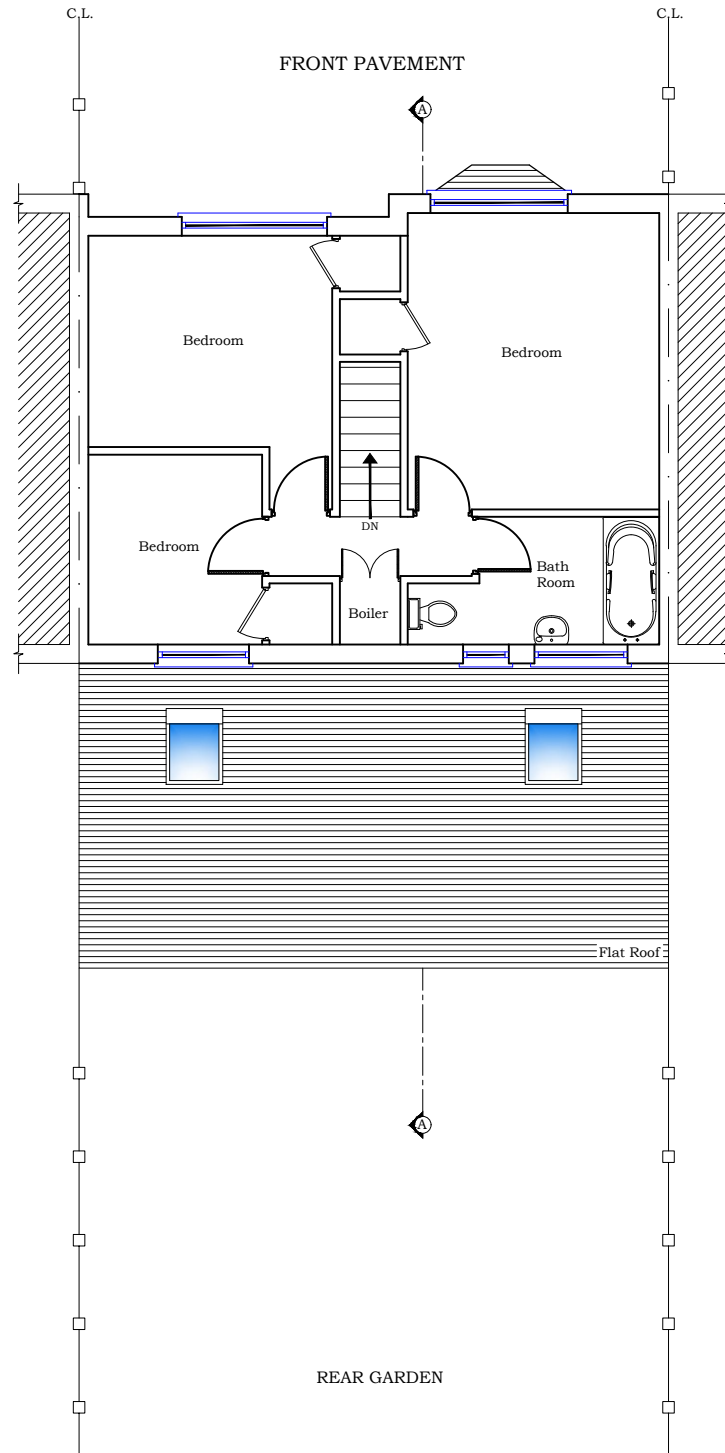 C.L.
C.L.
FRONT PAVEMENT
A
Bedroom
Bedroom
DN
Bedroom
Bath
Room
Boiler
Flat Roof
A
REAR GARDEN